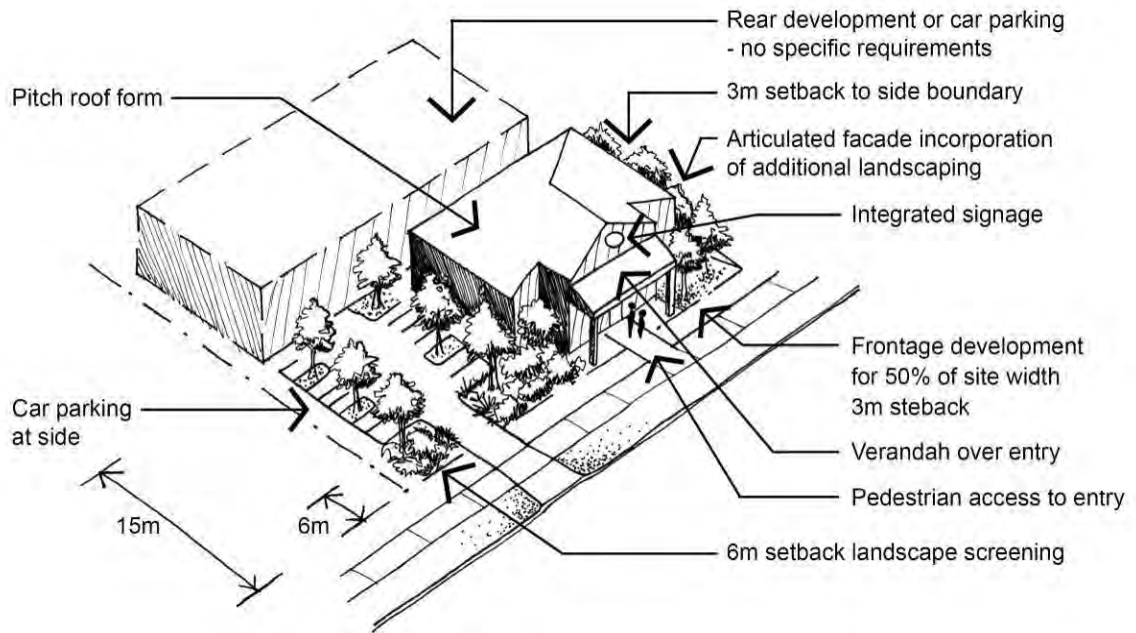 Rear development or car parking
- no specific requirements
Pitch roof form
3m setback to side boundary
Articulated facade incorporation
of additional landscaping
Integrated signage
Frontage development
for 50% of site width
3m steback
Car parking
at side
Verandah over entry
Pedestrian access to entry
15m
6m
6m setback landscape screening